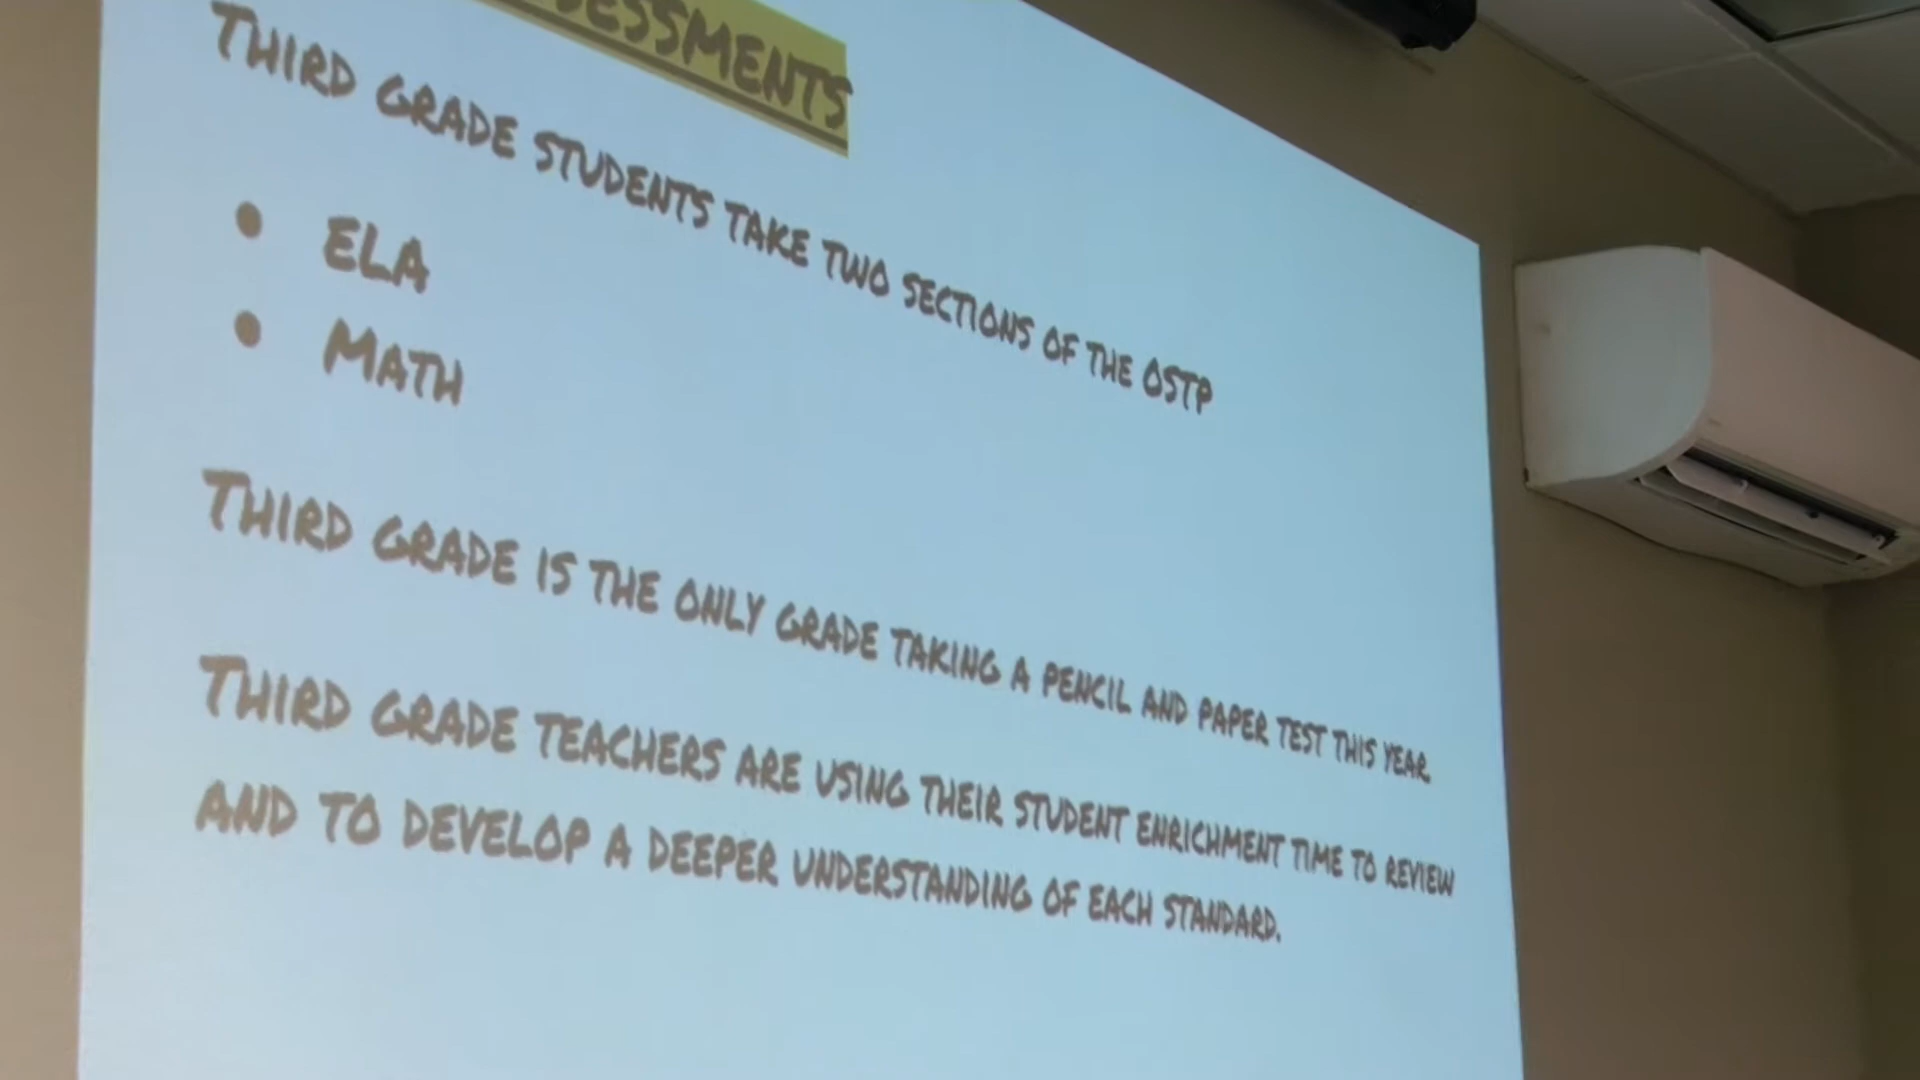 Third grade students take two sections of the OSTP
• ELA
• Math
Third grade is the only grade taking a pencil and paper test this year.
Third grade teachers are using their student enrichment time to review
and to develop a deeper understanding of each standard.